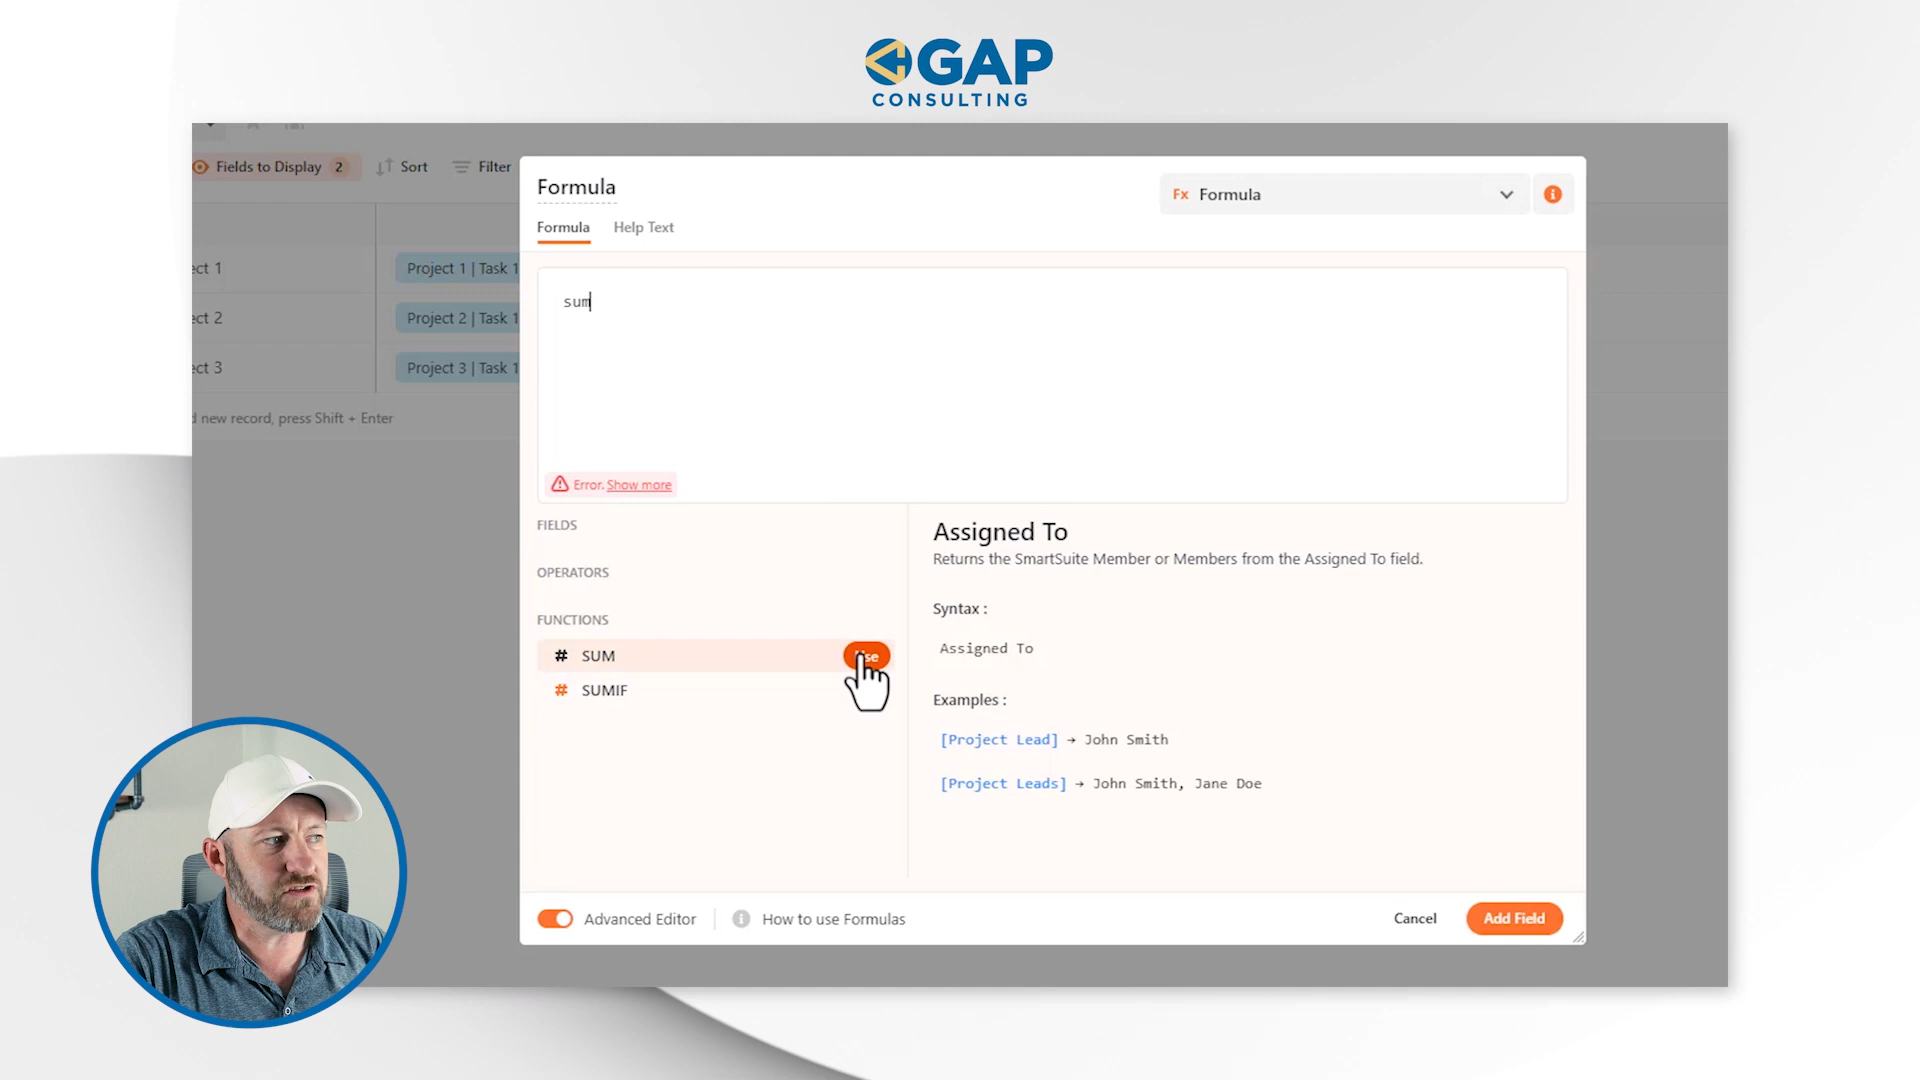 GAP
CONSULTING
Fields to Display 2
Sort
Filter
ect 1
Project 1 | Task 1
ect 2
Project 2 | Task 1
ect 3
Project 3 | Task 1
new record, press Shift + Enter
Formula
Fx Formula
Formula
Help Text
sum
Error. Show more
FIELDS
OPERATORS
FUNCTIONS
# SUM
# SUMIF
Assigned To
Returns the SmartSuite Member or Members from the Assigned To field.
Syntax :
Assigned To
Examples :
[Project Lead] → John Smith
[Project Leads] → John Smith, Jane Doe
Advanced Editor
How to use Formulas
Cancel
Add Field